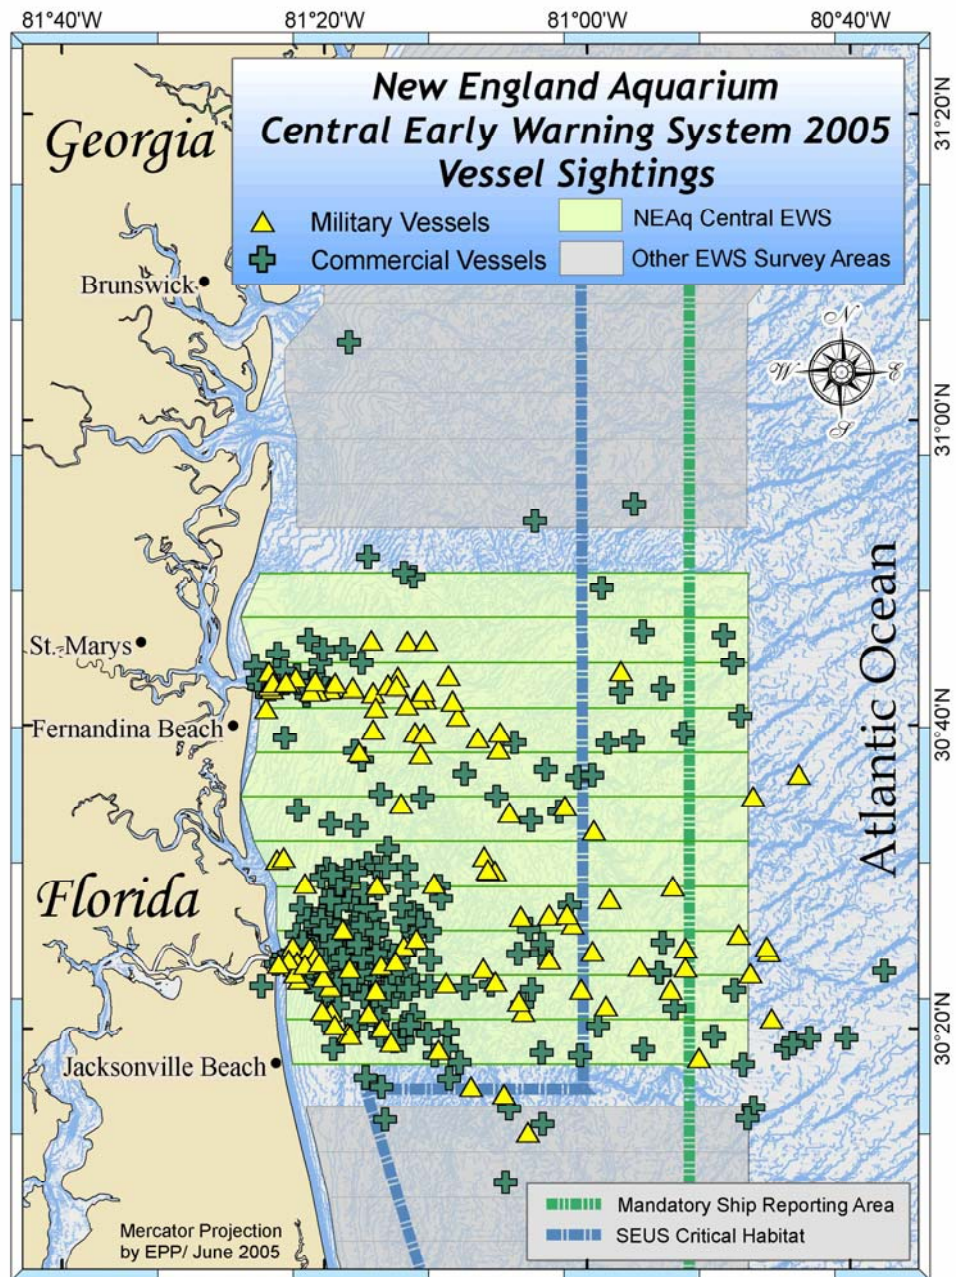 81°40'W 81°20'W 81°00'W 80°40'W
New England Aquarium
Central Early Warning System 2005
Vessel Sightings
Military Vessels
NEAq Central EWS
Commercial Vessels
Other EWS Survey Areas
Georgia
31°20'N
Brunswick
N
W E
S
31°00'N
St. Marys
Fernandina Beach
30°40'N
Atlantic Ocean
Florida
30°20'N
Jacksonville Beach
Mandatory Ship Reporting Area
SEUS Critical Habitat
Mercator Projection
by EPP/ June 2005